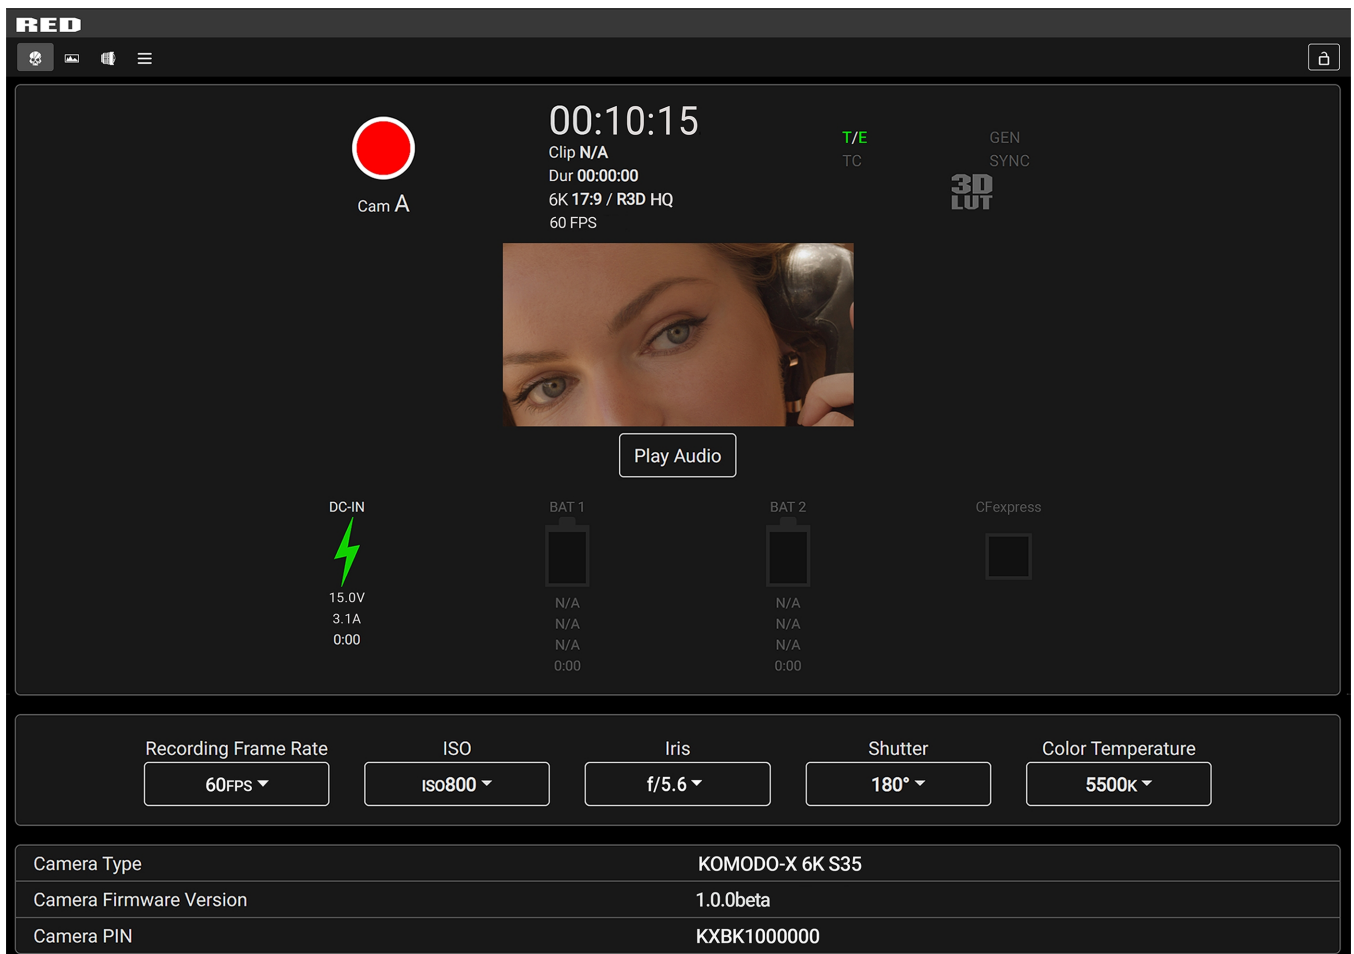 RED
00:10:15
Clip N/A
Dur 00:00:00
6K 17:9 / R3D HQ
60 FPS
Cam A
T/E
TC
GEN
SYNC
3D
LUT
Play Audio
DC-IN
15.0V
3.1A
0:00
BAT 1
N/A
N/A
N/A
0:00
BAT 2
N/A
N/A
N/A
0:00
CFexpress
Recording Frame Rate
60FPS
ISO
ISO800
Iris
f/5.6
Shutter
180°
Color Temperature
5500K
Camera Type KOMODO-X 6K S35
Camera Firmware Version 1.0.0beta
Camera PIN KXBK1000000